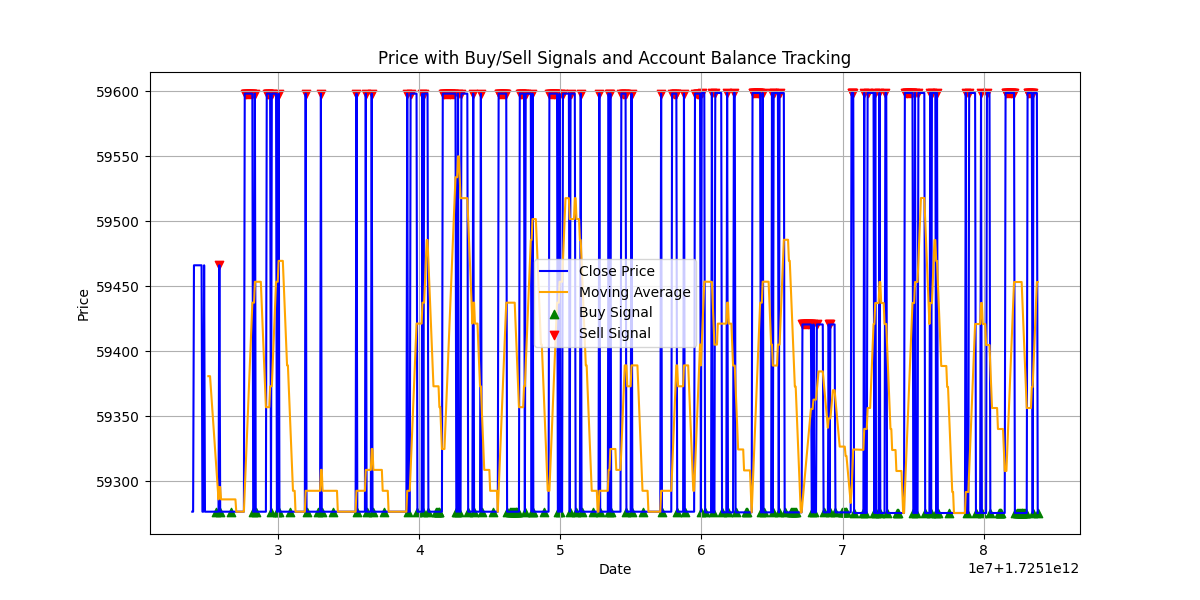 Price with Buy/Sell Signals and Account Balance Tracking
59600
59550
59500
59450
59400
59350
59300
Price
Close Price
Moving Average
Buy Signal
Sell Signal
3 4 5 6 7 8
Date
1e7+1.7251e12